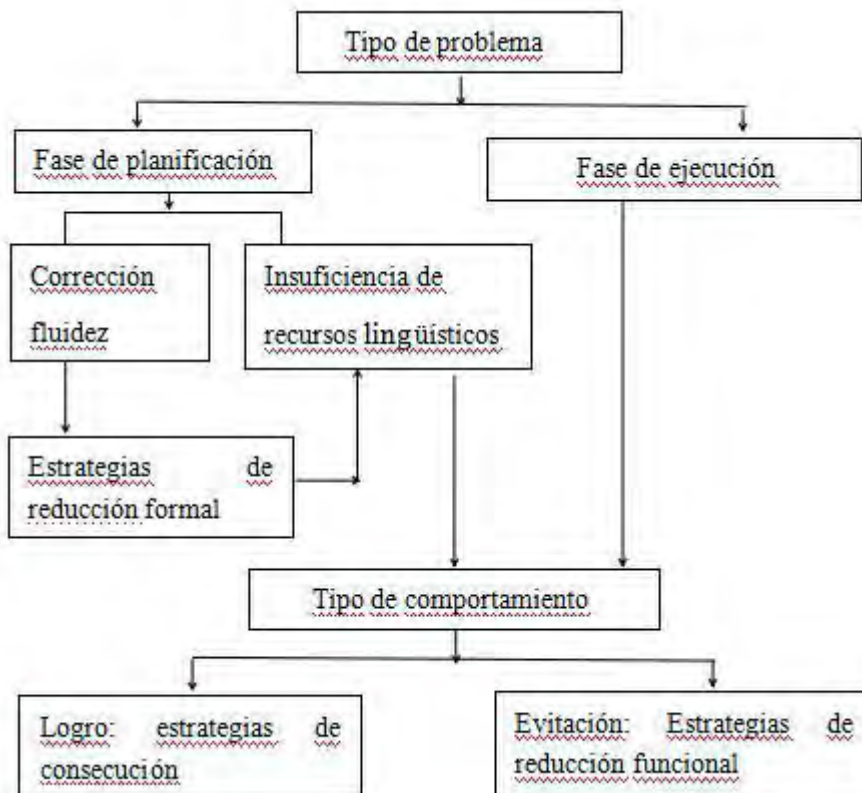 Tipo de problema
Fase de planificación
Fase de ejecución
Corrección
fluidez
Insuficiencia de
recursos lingüísticos
Estrategias de
reducción formal
Tipo de comportamiento
Logro: estrategias de
consecución
Evitación: Estrategias de
reducción funcional